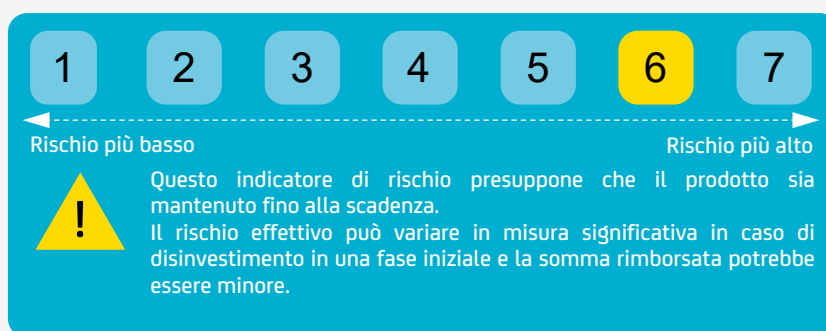 1 2 3 4 5 6 7
Rischio più basso Rischio più alto
!
Questo indicatore di rischio presuppone che il prodotto sia
mantenuto fino alla scadenza.
Il rischio effettivo può variare in misura significativa in caso di
disinvestimento in una fase iniziale e la somma rimborsata potrebbe
essere minore.